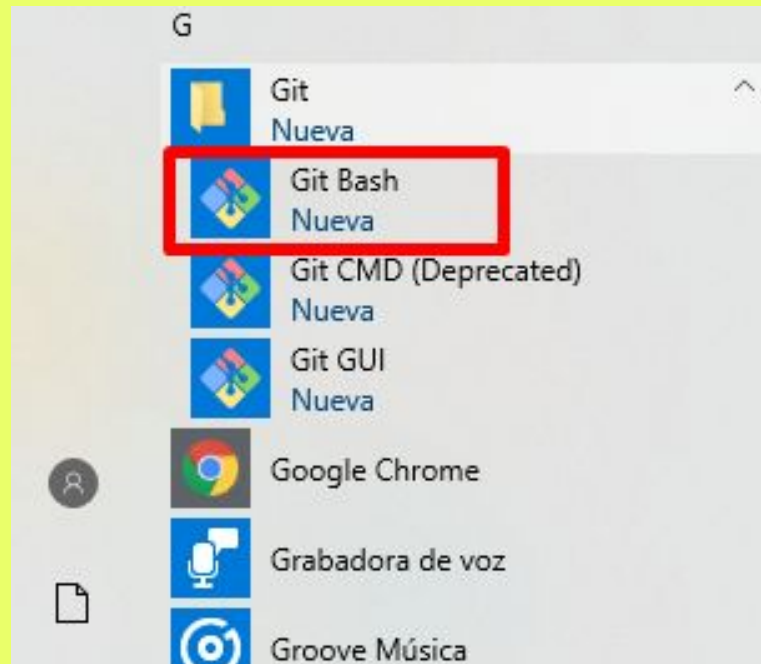 G
Git
Nueva
Git Bash
Nueva
Git CMD (Deprecated)
Nueva
Git GUI
Nueva
Google Chrome
Grabadora de voz
Groove Música